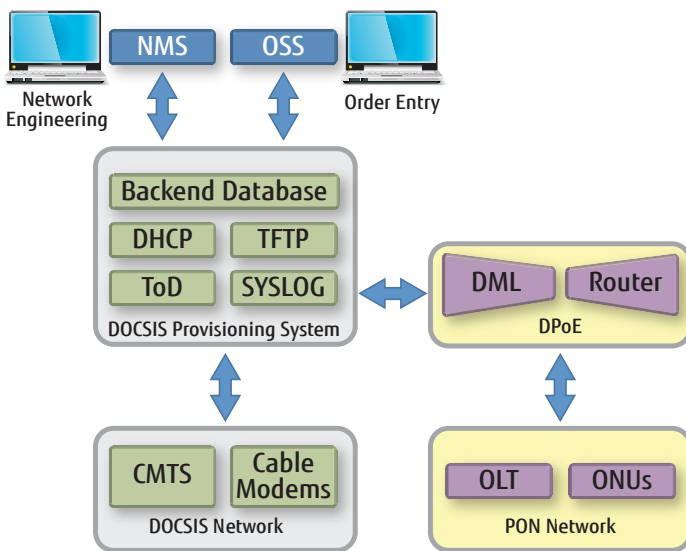 NMS
OSS
Network
Engineering
Order Entry
Backend Database
DHCP
TFTP
ToD
SYSLOG
DOCSIS Provisioning System
DML
Router
DPoE
CMTS
Cable
Modems
DOCSIS Network
OLT
ONUs
PON Network